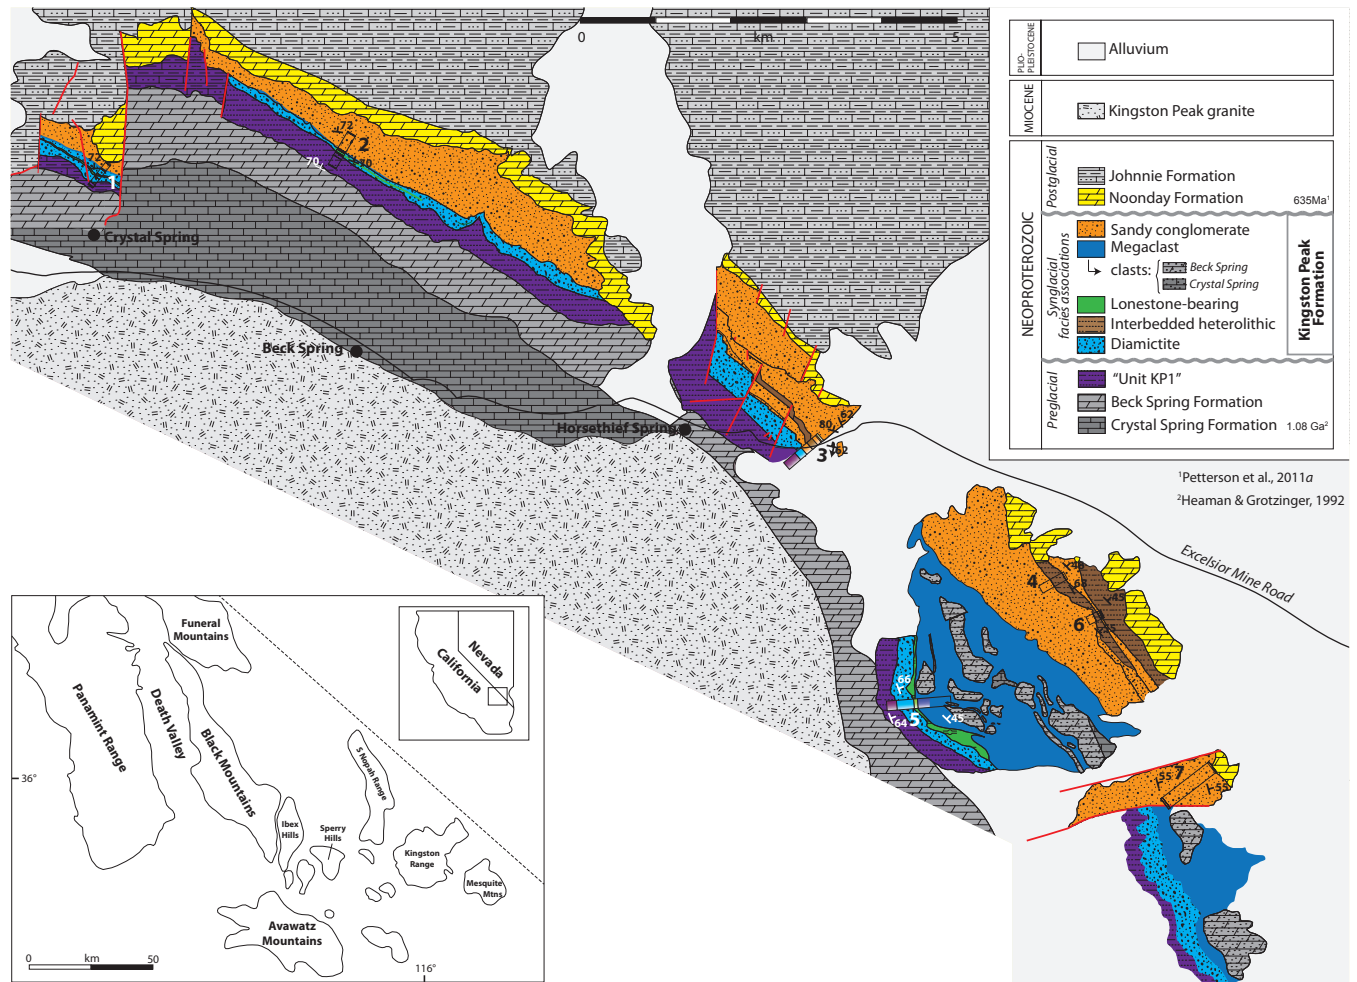 0
km
5
PLIO-
PLEISTOCENE
Alluvium
MIOCENE
Kingston Peak granite
NEOPROTEROZOIC
Postglacial
Johnnie Formation
Noonday Formation
635Ma¹
Synglacial
facies associations
Sandy conglomerate
Megaclast
clasts:
Beck Spring
Crystal Spring
Lonestone-bearing
Interbedded heterolithic
Diamictite
Kingston Peak
Formation
Preglacial
“Unit KP1”
Beck Spring Formation
Crystal Spring Formation
1.08 Ga²
¹Petterson et al., 2011a
²Heaman & Grotzinger, 1992
72
2
70
70
1
Crystal Spring
Beck Spring
Horsethief Spring
62
80
3
52
Excelsior Mine Road
48
4
68
45
6
66
64
5
45
55
7
55
Funeral
Mountains
Nevada
California
Panamint Range
Death Valley
Black Mountains
S Nopah Range
Ibex
Hills
Sperry
Hills
Kingston
Range
Mesquite
Mtns
Avawatz
Mountains
36°
116°
0
km
50